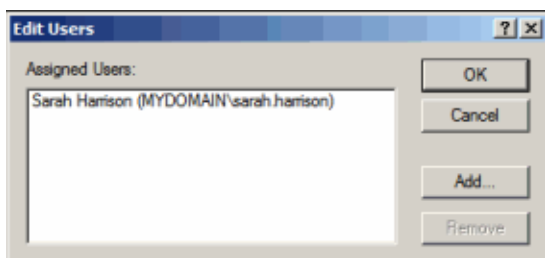 Edit Users
Assigned Users:
Sarah Harrison (MYDOMAIN\sarah.harrison)
OK
Cancel
Add...
Remove